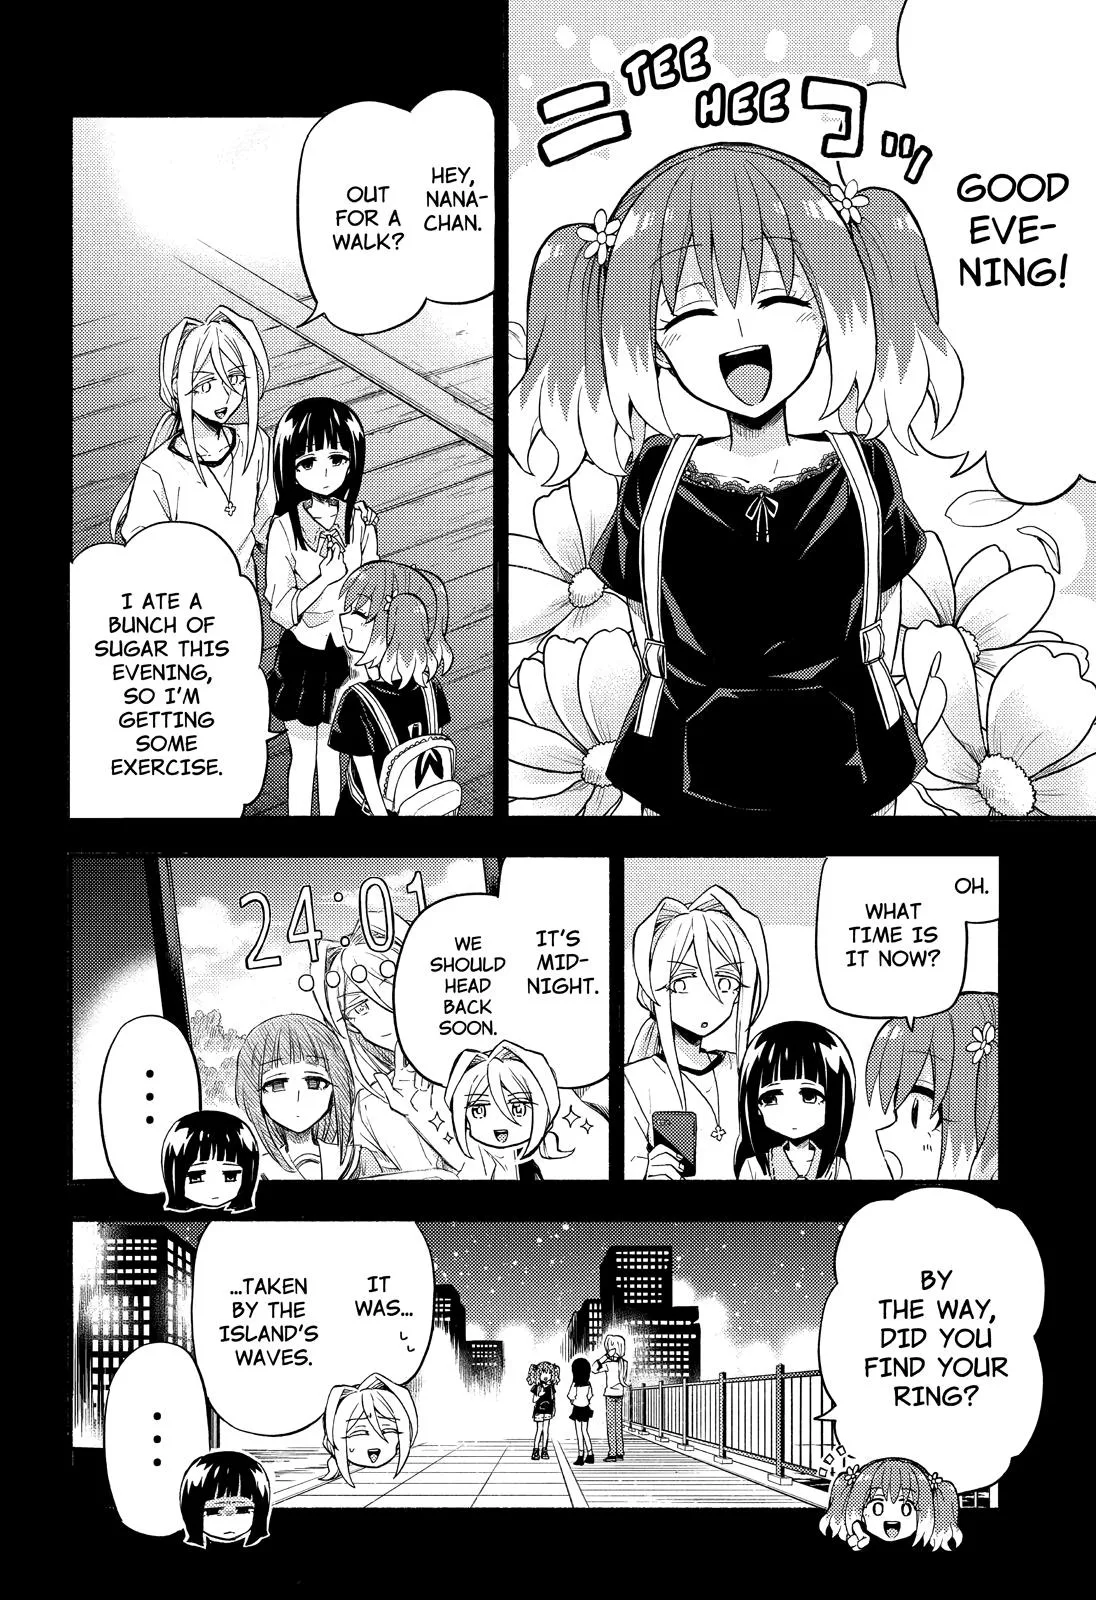 GOOD
EVE-
NING!
TEE
HEE
ニコッ
HEY,
NANA-
CHAN.
OUT
FOR A
WALK?
I ATE A
BUNCH OF
SUGAR THIS
EVENING,
SO I'M
GETTING
SOME
EXERCISE.
OH.
WHAT
TIME IS
IT NOW?
24:01
IT'S
MID-
NIGHT.
WE
SHOULD
HEAD
BACK
SOON.
...
BY
THE WAY,
DID YOU
FIND YOUR
RING?
IT
WAS...
...TAKEN
BY THE
ISLAND'S
WAVES.
...